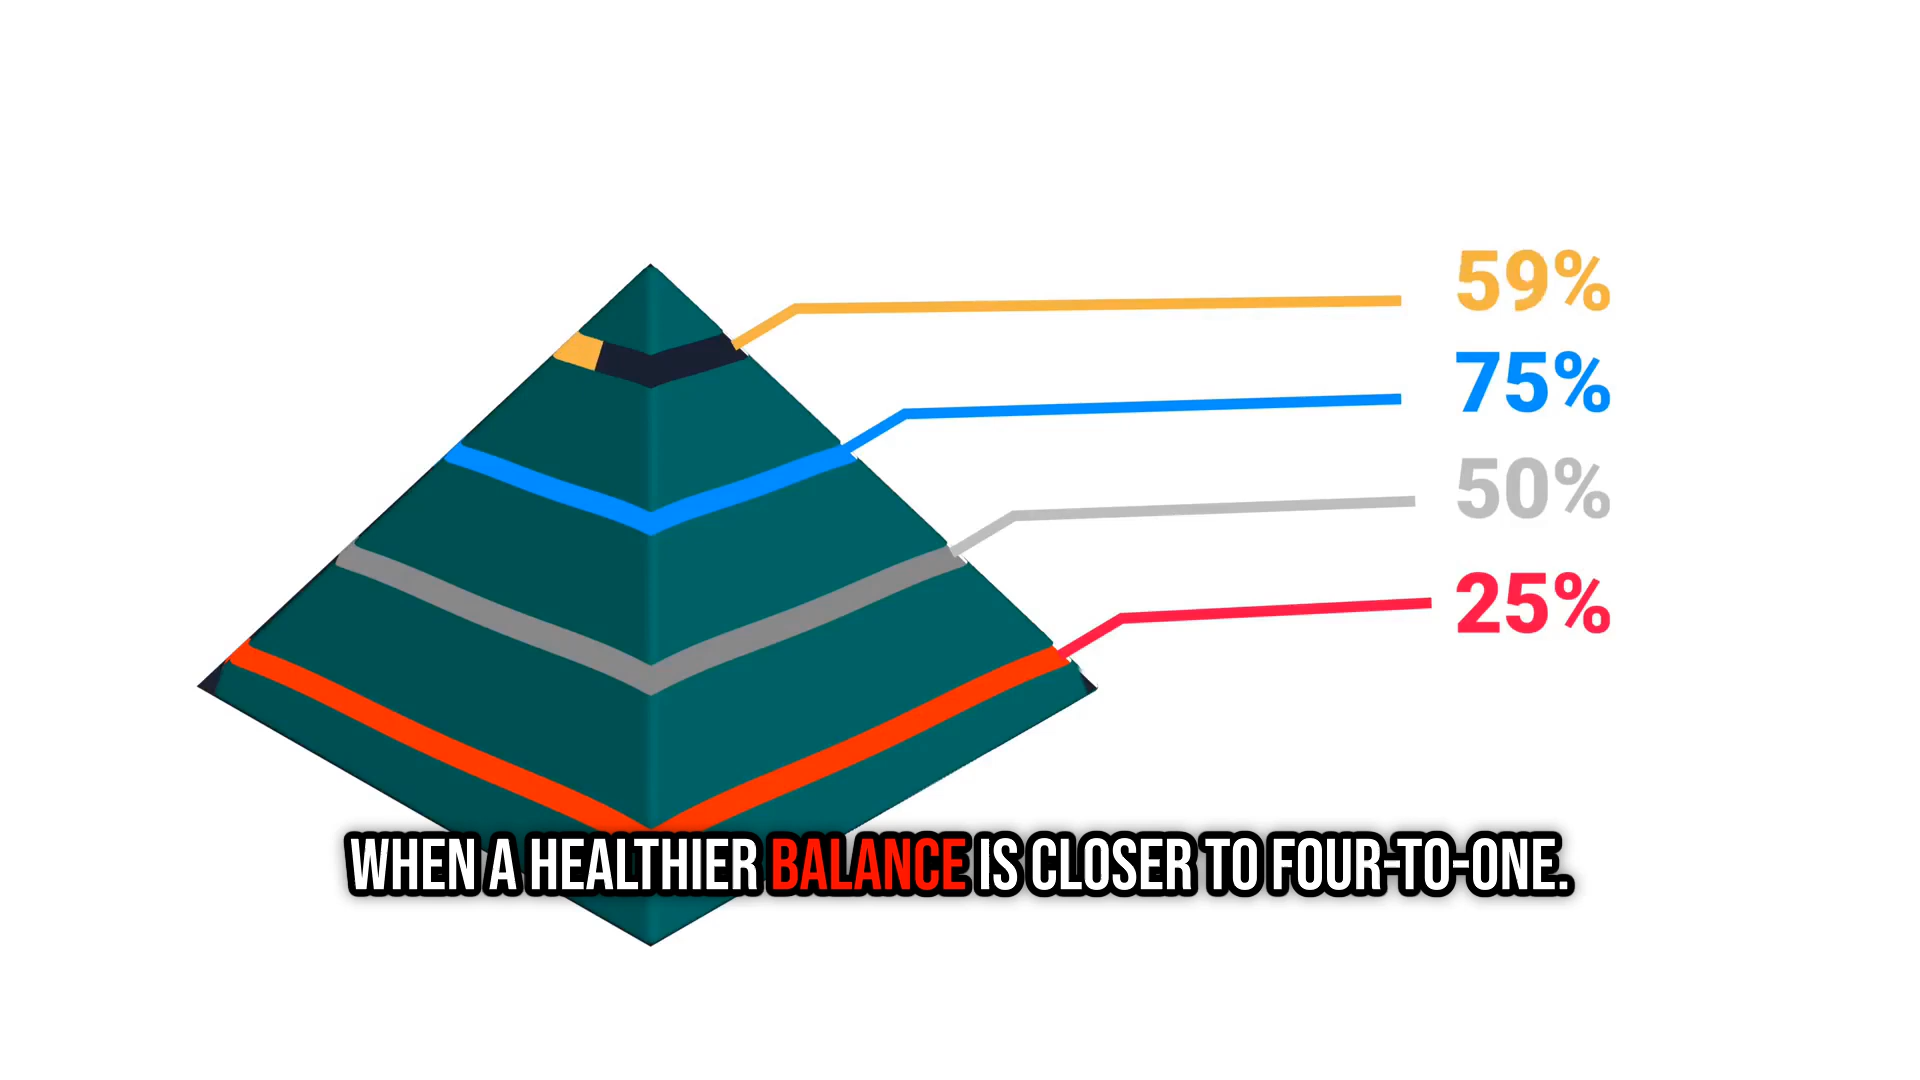 59%
75%
50%
25%
WHEN A HEALTHIER BALANCE IS CLOSER TO FOUR-TO-ONE.